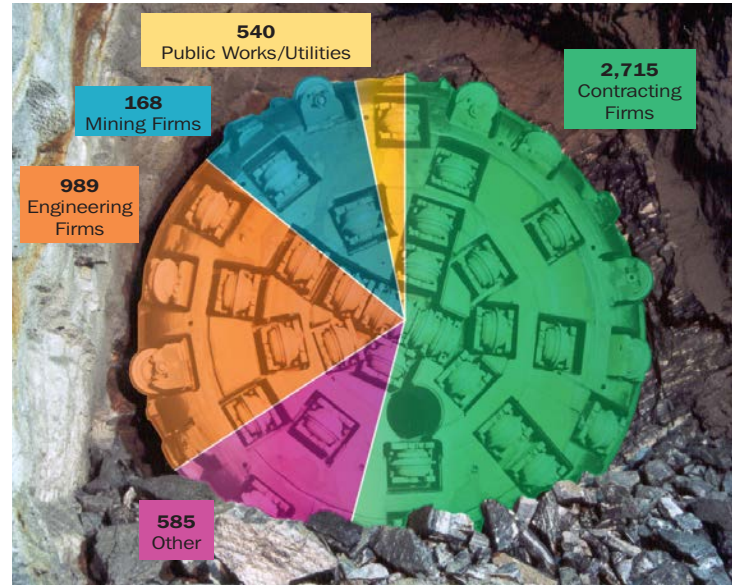 540
Public Works/Utilities
2,715
Contracting
Firms
168
Mining Firms
989
Engineering
Firms
585
Other